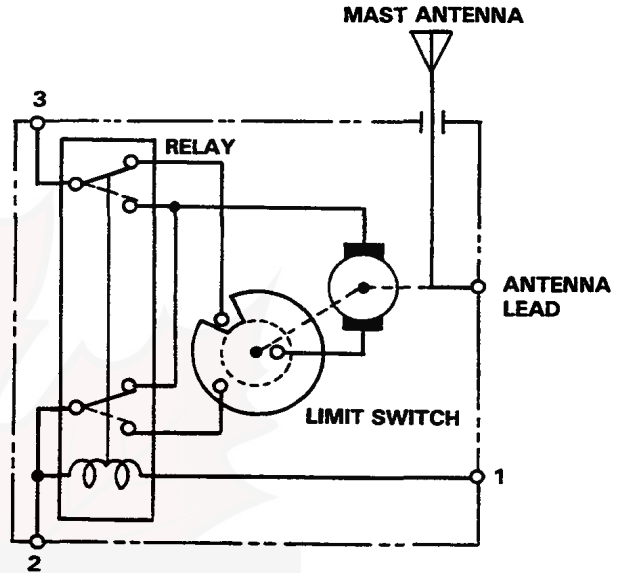 MAST ANTENNA
3
RELAY
ANTENNA
LEAD
LIMIT SWITCH
1
2